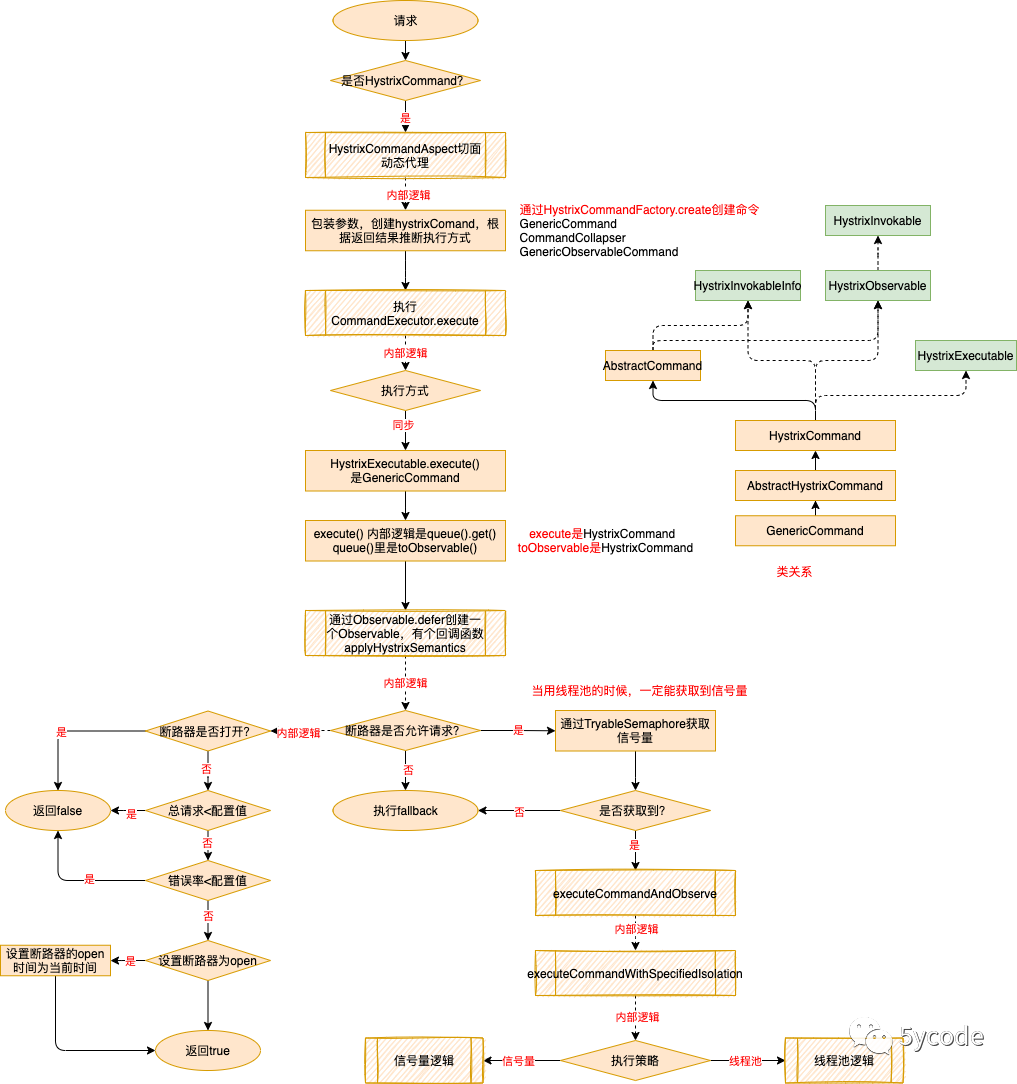 请求
是否HystrixCommand?
是
HystrixCommandAspect切面
动态代理
内部逻辑
包装参数，创建hystrixComand，根
据返回结果推断执行方式
通过HystrixCommandFactory.create创建命令
GenericCommand
CommandCollapser
GenericObservableCommand
执行
CommandExecutor.execute
内部逻辑
执行方式
同步
HystrixExecutable.execute()
是GenericCommand
execute() 内部逻辑是queue().get()
queue()里是toObservable()
execute是HystrixCommand
toObservable是HystrixCommand
通过Observable.defer创建一
个Observable，有个回调函数
applyHystrixSemantics
内部逻辑
HystrixInvokable
HystrixInvokableInfo
HystrixObservable
AbstractCommand
HystrixExecutable
HystrixCommand
AbstractHystrixCommand
GenericCommand
类关系
当用线程池的时候，一定能获取到信号量
断路器是否允许请求?
是
通过TryableSemaphore获取
信号量
内部逻辑
断路器是否打开?
是
否
否
返回false
是
总请求<配置值
执行fallback
否
是否获取到?
否
是
是
错误率<配置值
executeCommandAndObserve
否
内部逻辑
设置断路器的open
时间为当前时间
是
设置断路器为open
executeCommandWithSpecifiedIsolation
内部逻辑
返回true
信号量逻辑
信号量
执行策略
线程池
线程池逻辑
5ycode